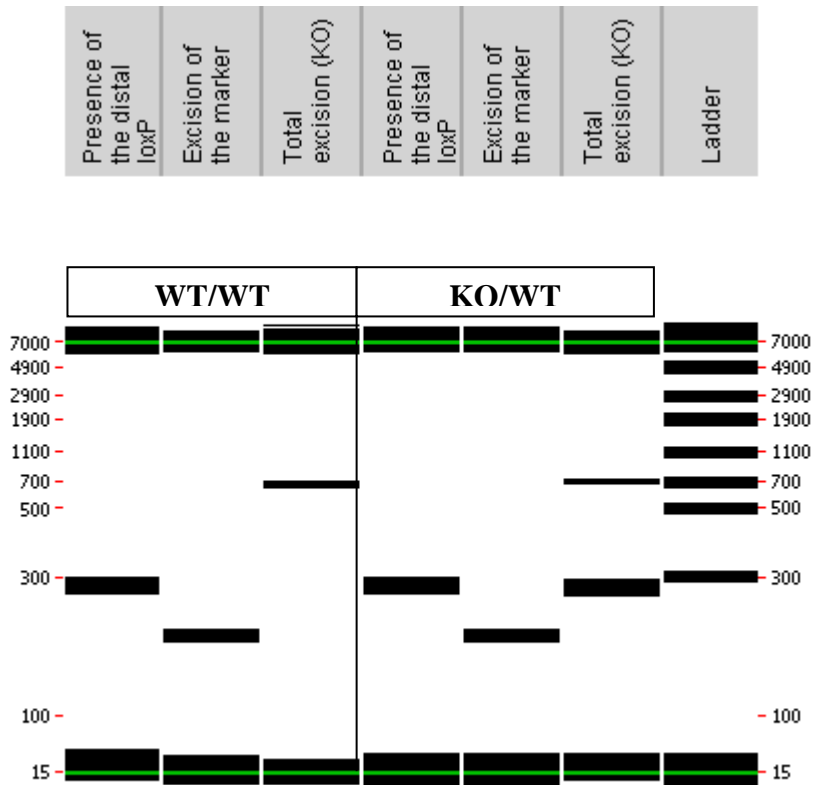 Presence of
the distal
loxP
Excision of
the marker
Total
excision (KO)
Presence of
the distal
loxP
Excision of
the marker
Total
excision (KO)
Ladder
WT/WT
KO/WT
7000
4900
2900
1900
1100
700
500
300
100
15
7000
4900
2900
1900
1100
700
500
300
100
15